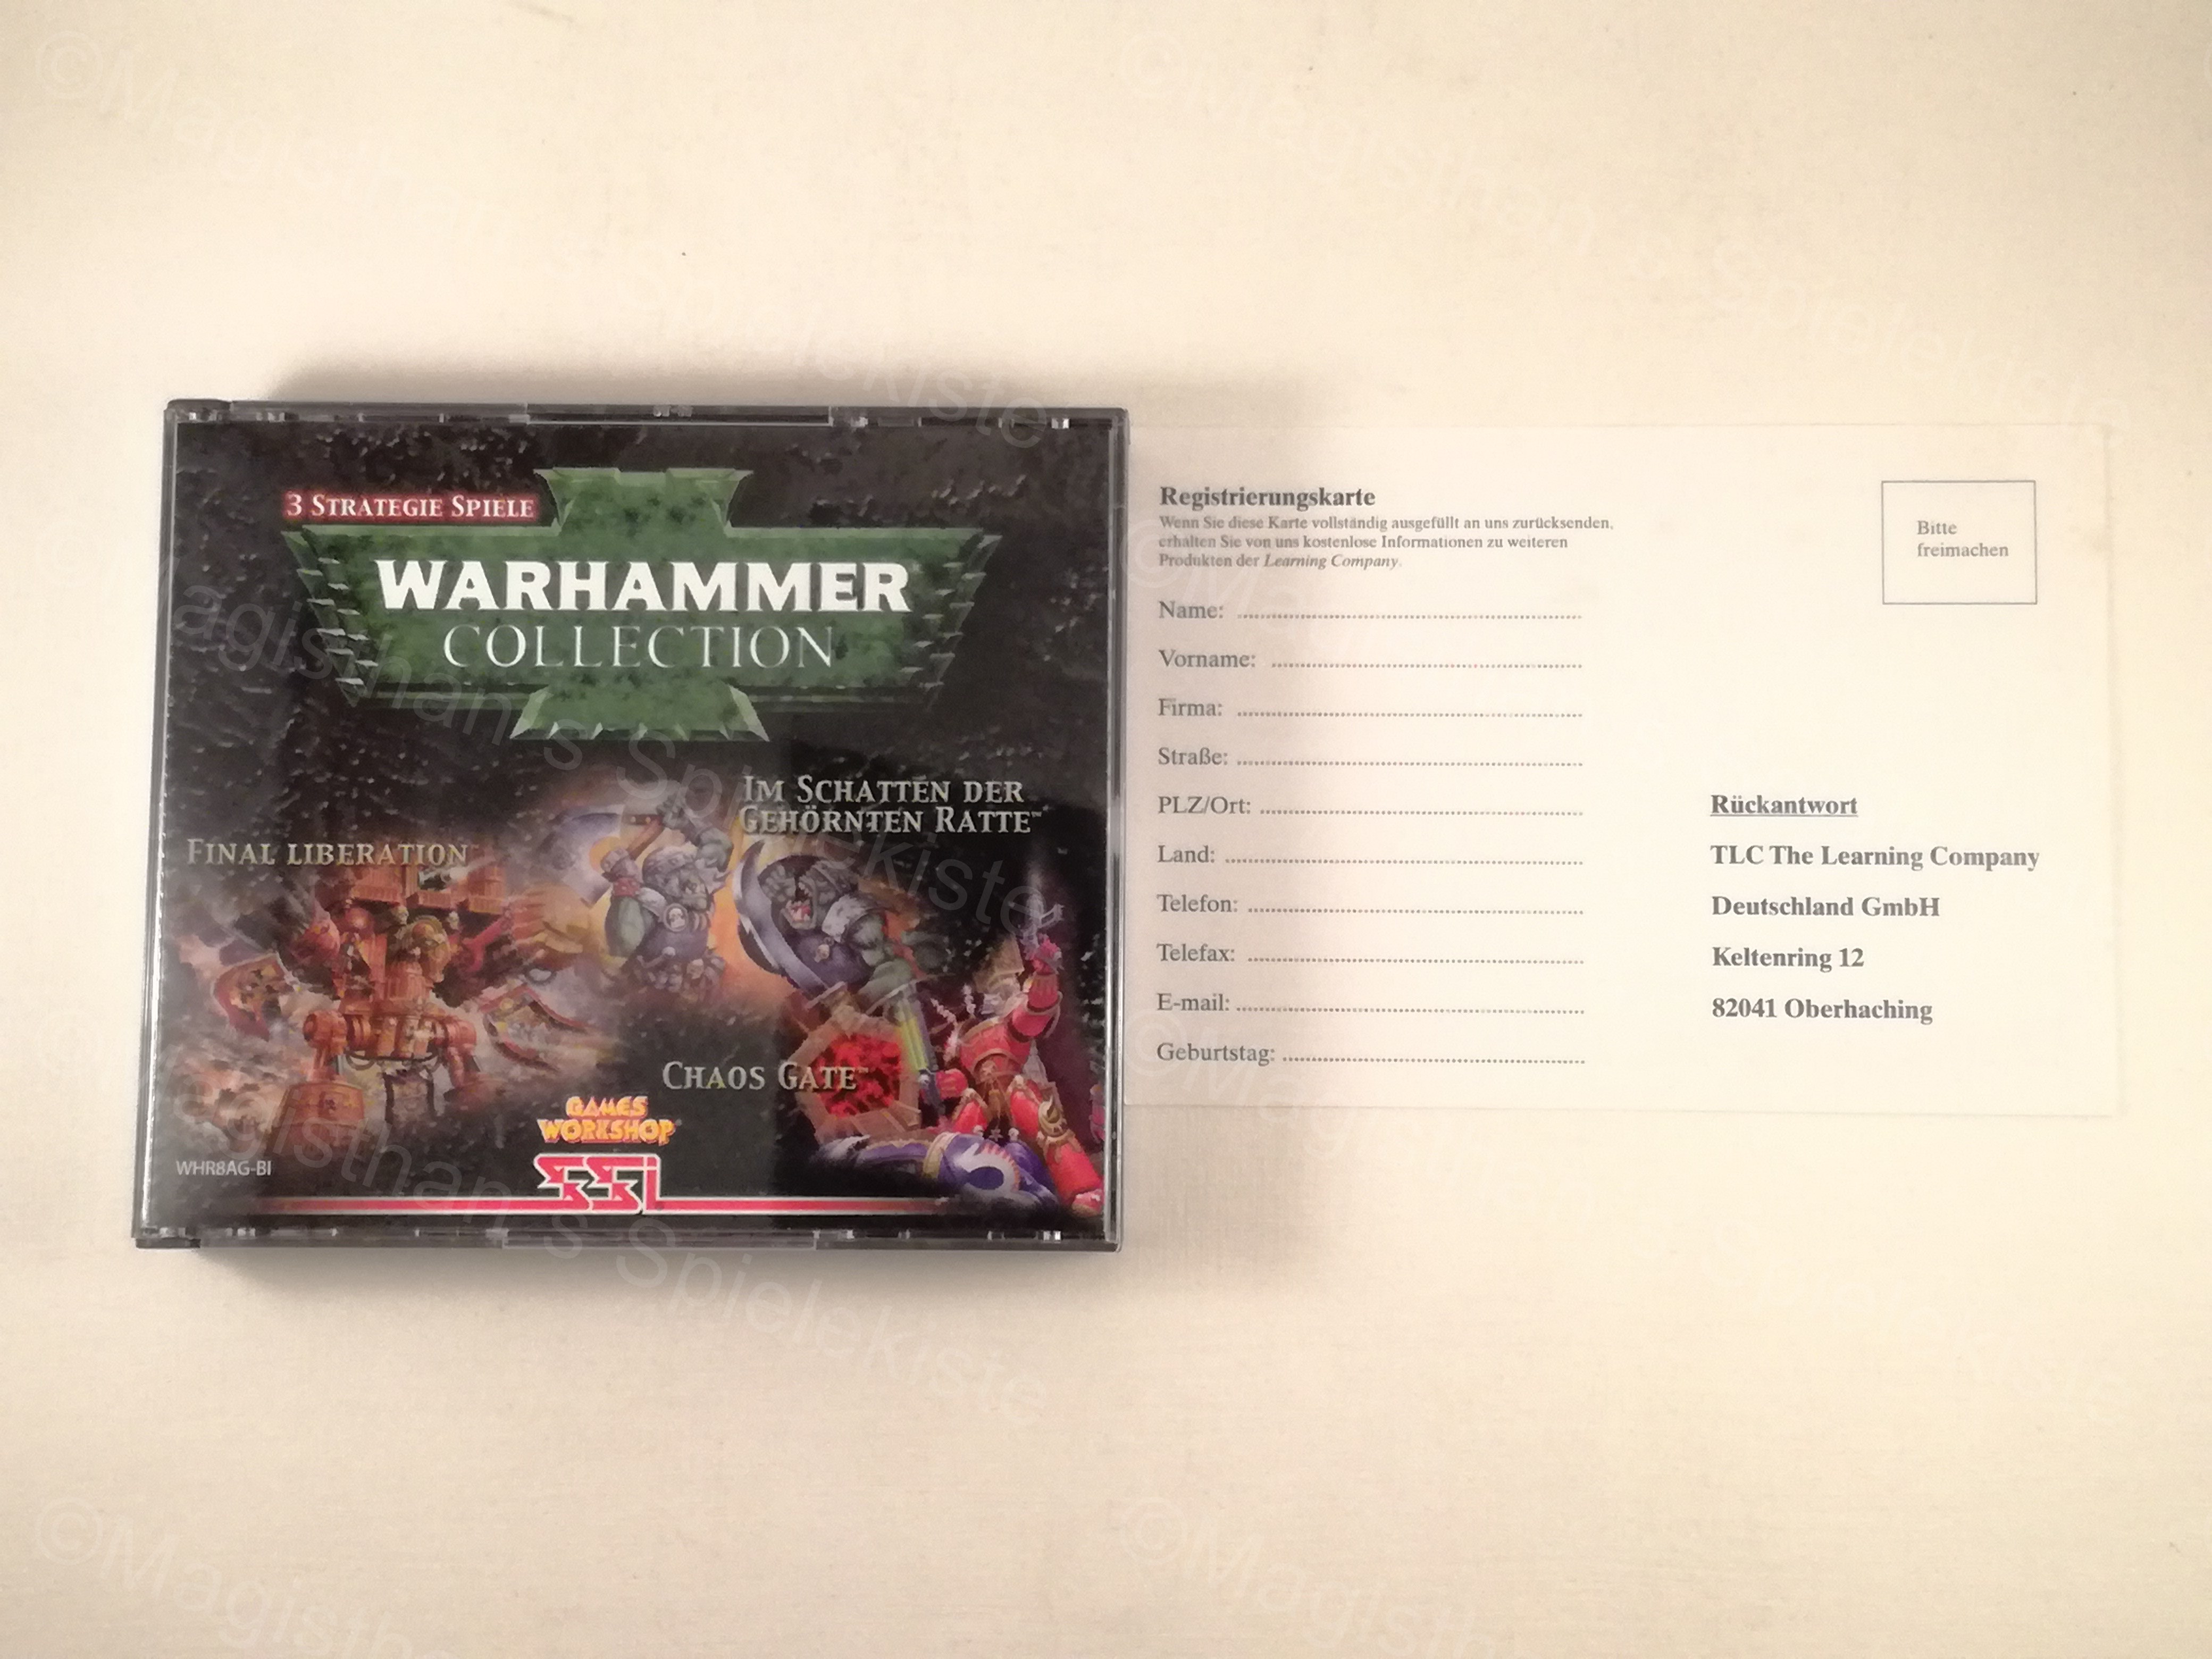 3 STRATEGIE SPIELE
WARHAMMER
COLLECTION
IM SCHATTEN DER
GEHÖRNTEN RATTE™
FINAL LIBERATION™
CHAOS GATE™
GAMES
WORKSHOP
SSI
WHR8AG-BI
Registrierungskarte
Wenn Sie diese Karte vollständig ausgefüllt an uns zurücksenden,
erhalten Sie von uns kostenlose Informationen zu weiteren
Produkten der Learning Company.
Name:
Vorname:
Firma:
Straße:
PLZ/Ort:
Land:
Telefon:
Telefax:
E-mail:
Geburtstag:
Bitte
freimachen
Rückantwort
TLC The Learning Company
Deutschland GmbH
Keltenring 12
82041 Oberhaching
©Magisthan's Spielekiste